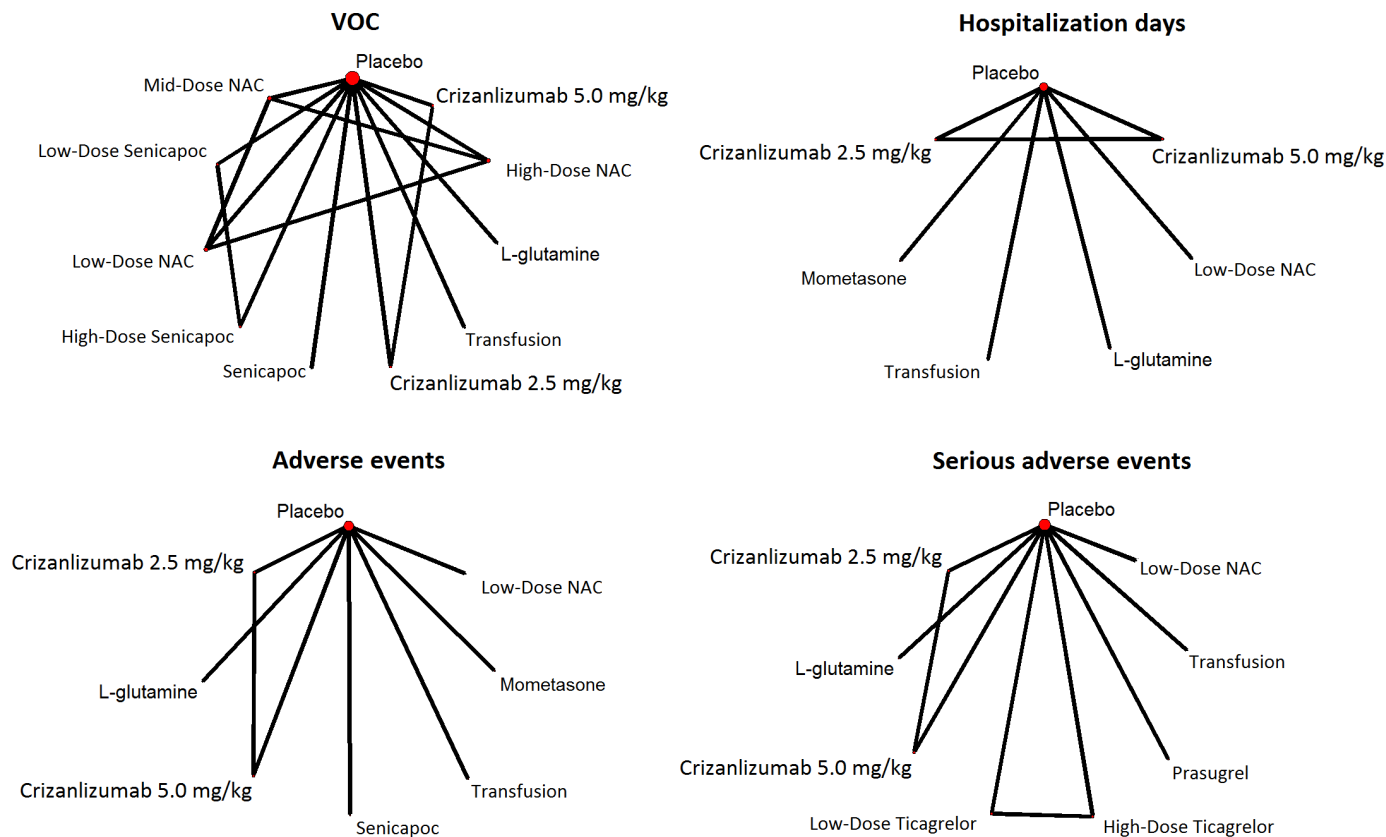 VOC
Placebo
Mid-Dose NAC
Crizanlizumab 5.0 mg/kg
Low-Dose Senicapoc
High-Dose NAC
L-glutamine
Low-Dose NAC
High-Dose Senicapoc
Transfusion
Senicapoc
Crizanlizumab 2.5 mg/kg
Hospitalization days
Placebo
Crizanlizumab 2.5 mg/kg
Crizanlizumab 5.0 mg/kg
Mometasone
Low-Dose NAC
Transfusion
L-glutamine
Adverse events
Placebo
Crizanlizumab 2.5 mg/kg
Low-Dose NAC
L-glutamine
Mometasone
Crizanlizumab 5.0 mg/kg
Transfusion
Senicapoc
Serious adverse events
Placebo
Crizanlizumab 2.5 mg/kg
Low-Dose NAC
L-glutamine
Transfusion
Crizanlizumab 5.0 mg/kg
Prasugrel
Low-Dose Ticagrelor
High-Dose Ticagrelor